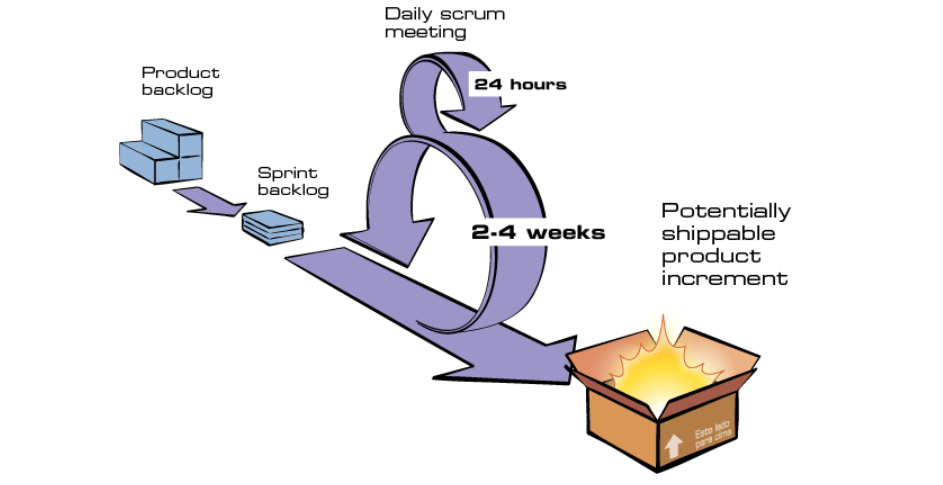 Daily scrum
meeting
24 hours
Product
backlog
Sprint
backlog
2-4 weeks
Potentially
shippable
product
increment
Este lado
para cima